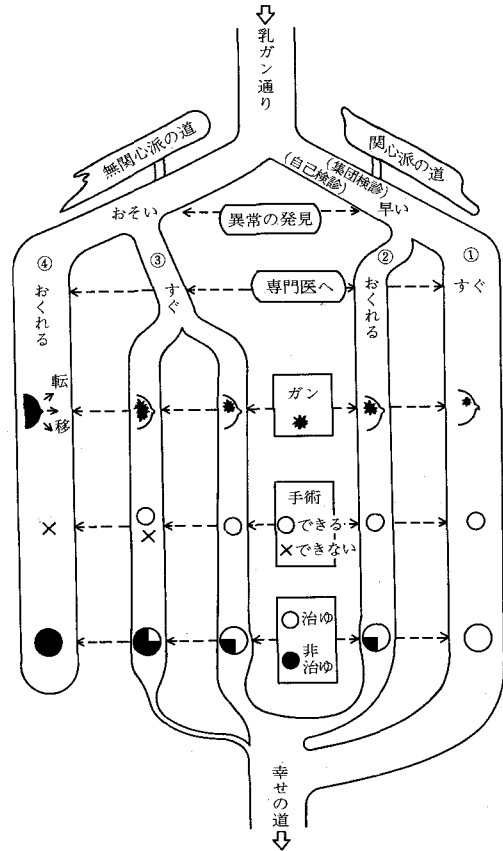 乳ガン通り
無関心派の道
関心派の道
(集団検診)
(自己検診)
おそい
異常の発見
早い
④
おくれる
③
すぐ
専門医へ
②
おくれる
①
すぐ
転
移
ガン
手術
○できる
×できない
○治ゆ
●非
治ゆ
幸せの道